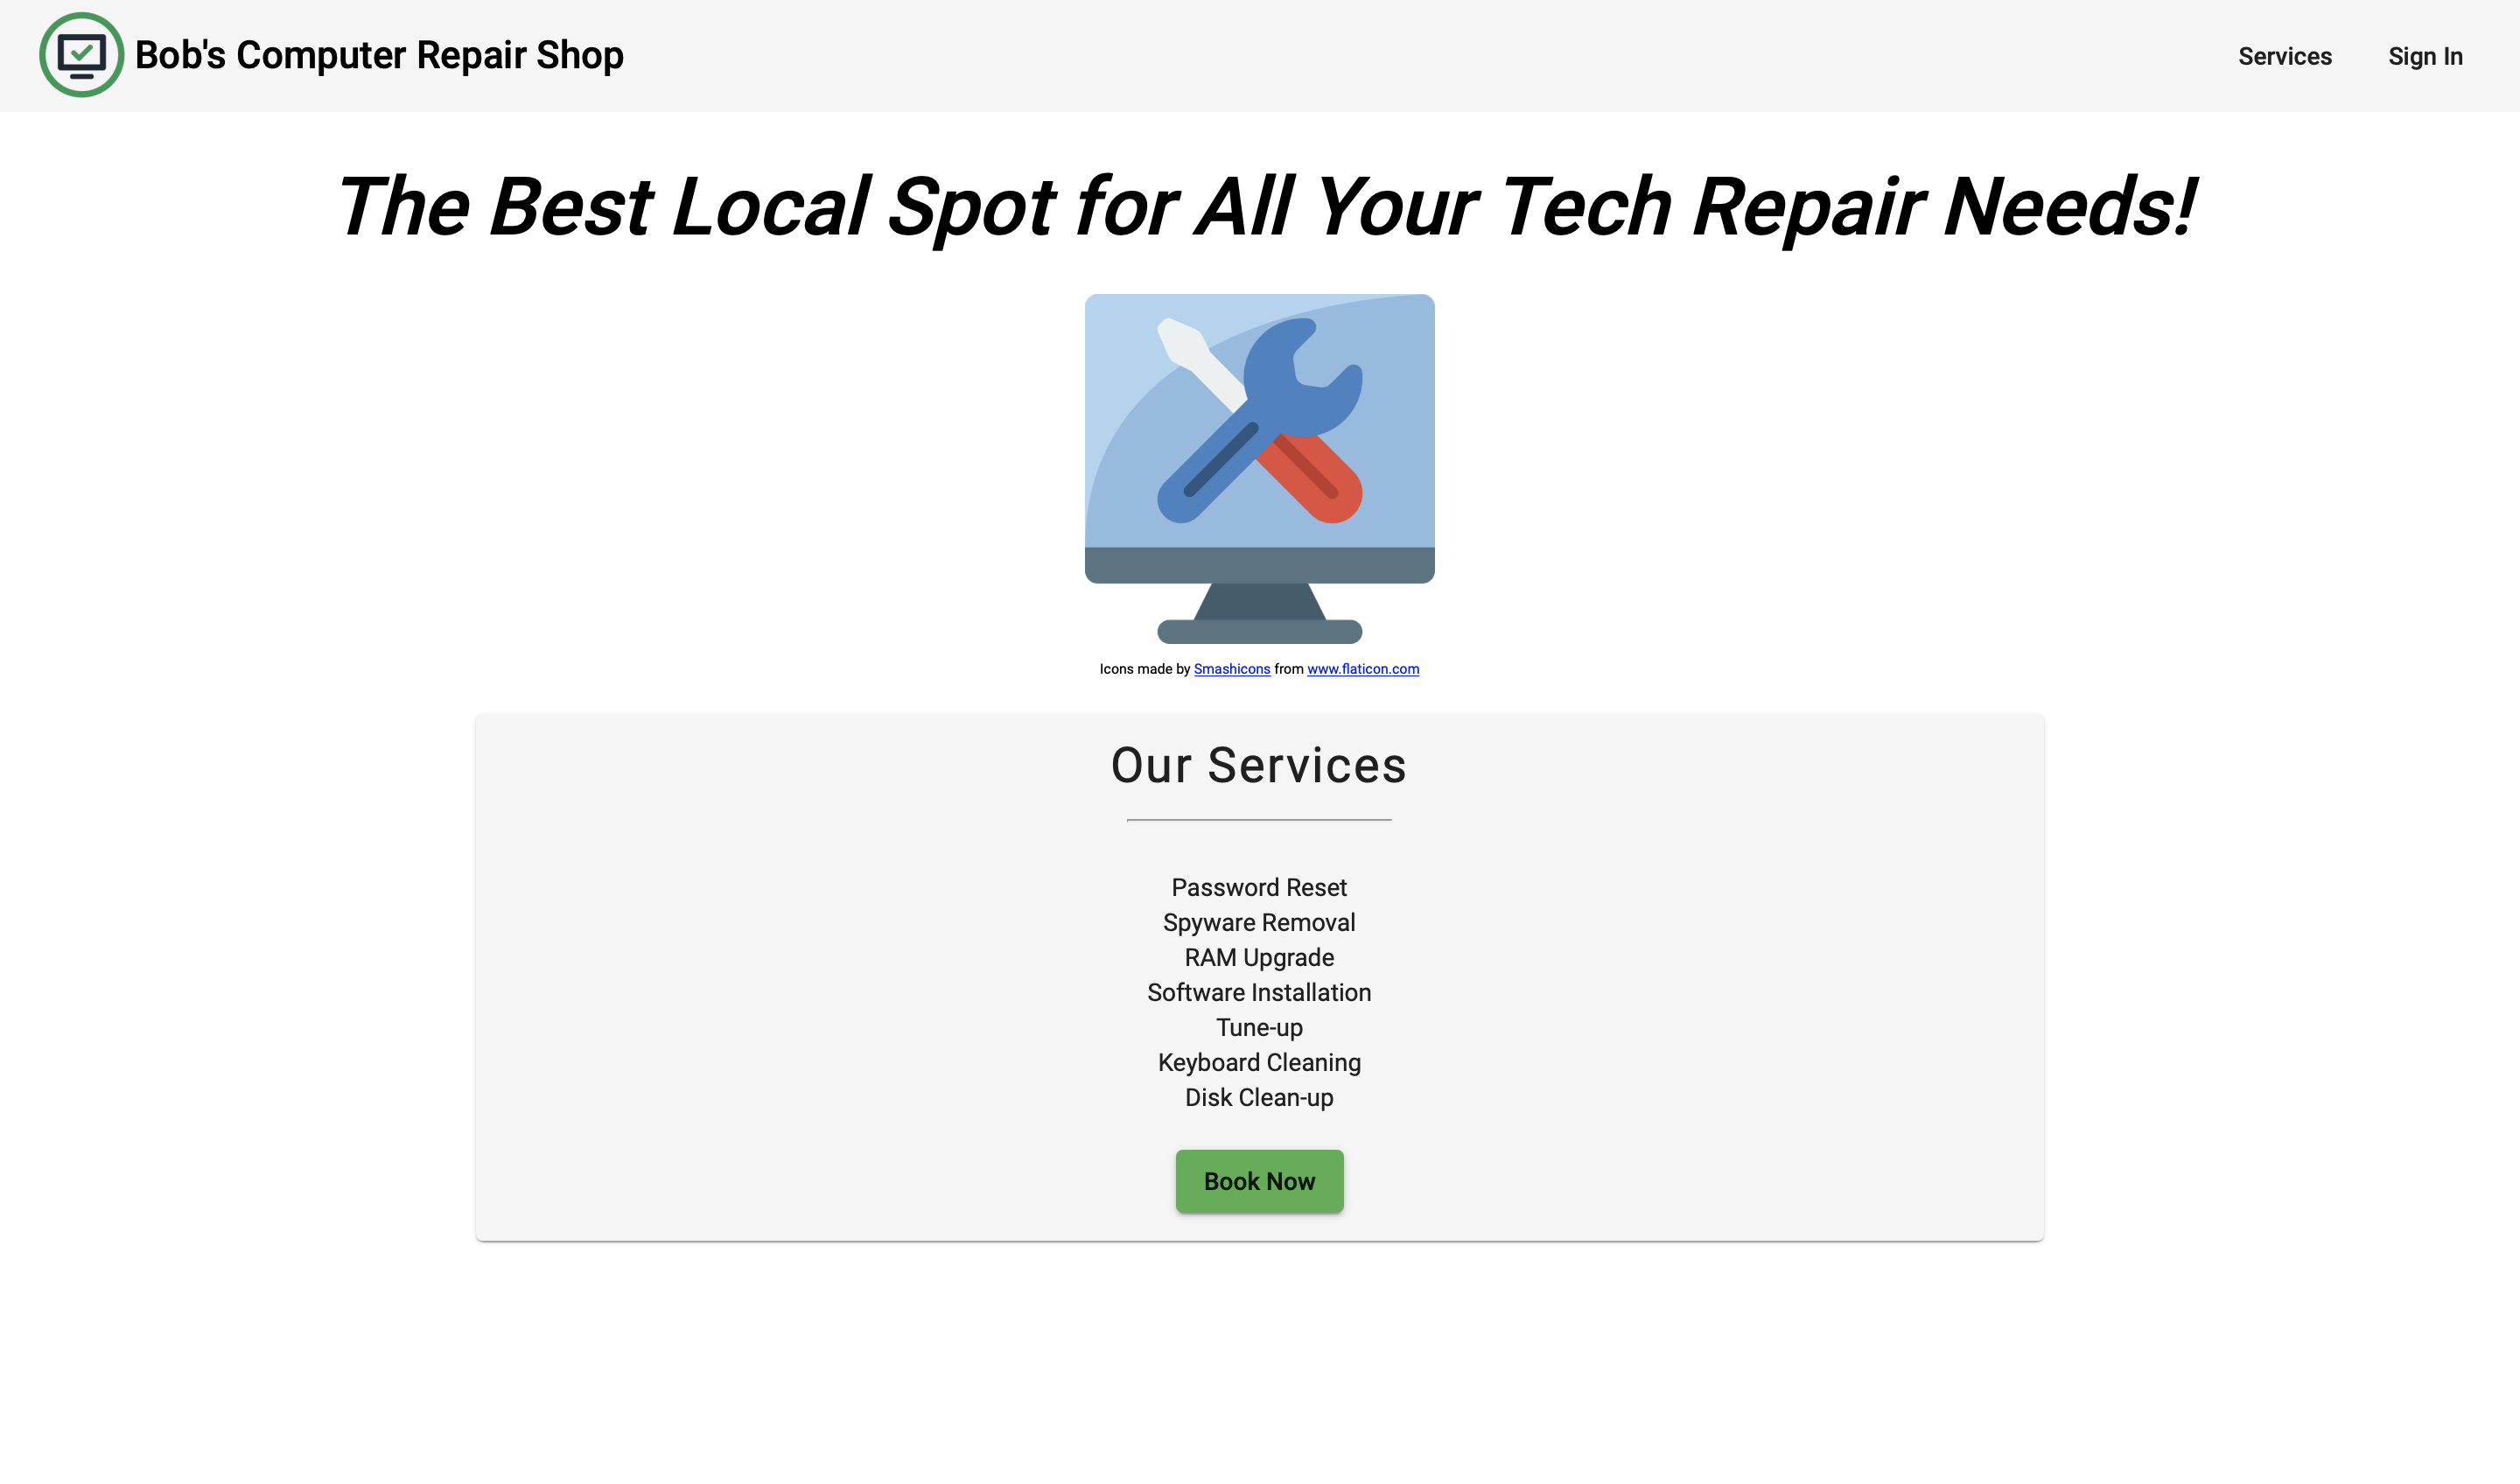 Bob's Computer Repair Shop
Services
Sign In
The Best Local Spot for All Your Tech Repair Needs!
Icons made by Smashicons from www.flaticon.com
Our Services
Password Reset
Spyware Removal
RAM Upgrade
Software Installation
Tune-up
Keyboard Cleaning
Disk Clean-up
Book Now